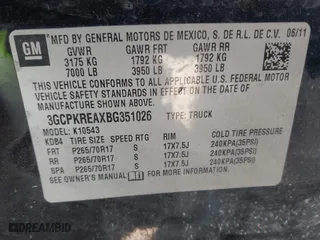 GM
MFD BY GENERAL MOTORS DE MEXICO, S. DE R.L. DE C.V. 06/11
GVWR GAWR FRT GAWR RR
3175 KG 1792 KG 1792 KG
7000 LB 3950 LB 3950 LB
THIS VEHICLE CONFORMS TO ALL APPLICABLE U.S. FEDERAL MOTOR
VEHICLE SAFETY STANDARDS IN EFFECT ON THE DATE OF
MANUFACTURE SHOWN ABOVE.
3GCPKREAXBG351026 TYPE: TRUCK
MODEL: K10543
KDB4 TIRE SIZE SPEED RTG RIM COLD TIRE PRESSURE
FRT P265/70R17 S 17X7.5J 240KPA(35PSI)
RR P265/70R17 S 17X7.5J 240KPA(35PSI)
SPA P265/70R17 S 17X7.5J 240KPA(35PSI)
SEE OWNER'S MANUAL FOR MORE INFORMATION.
DREAMBID